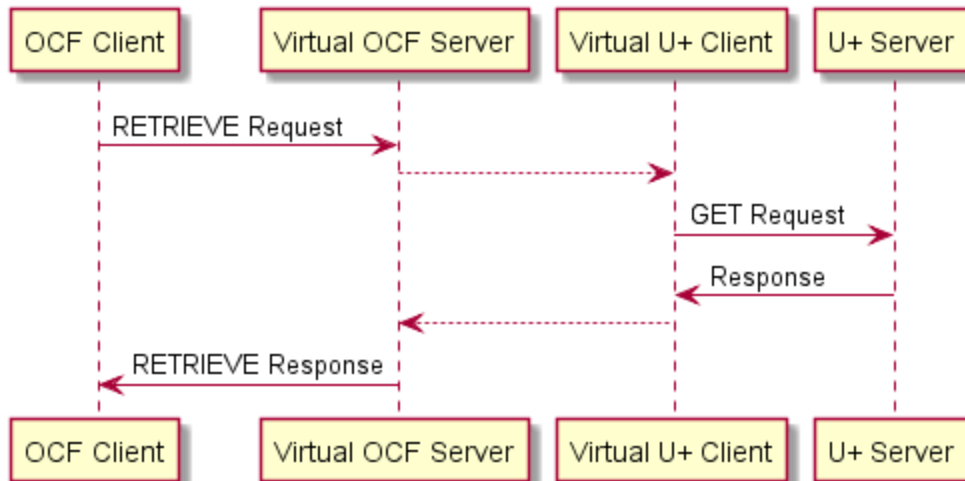 OCF Client
Virtual OCF Server
Virtual U+ Client
U+ Server
RETRIEVE Request
GET Request
Response
RETRIEVE Response
OCF Client
Virtual OCF Server
Virtual U+ Client
U+ Server